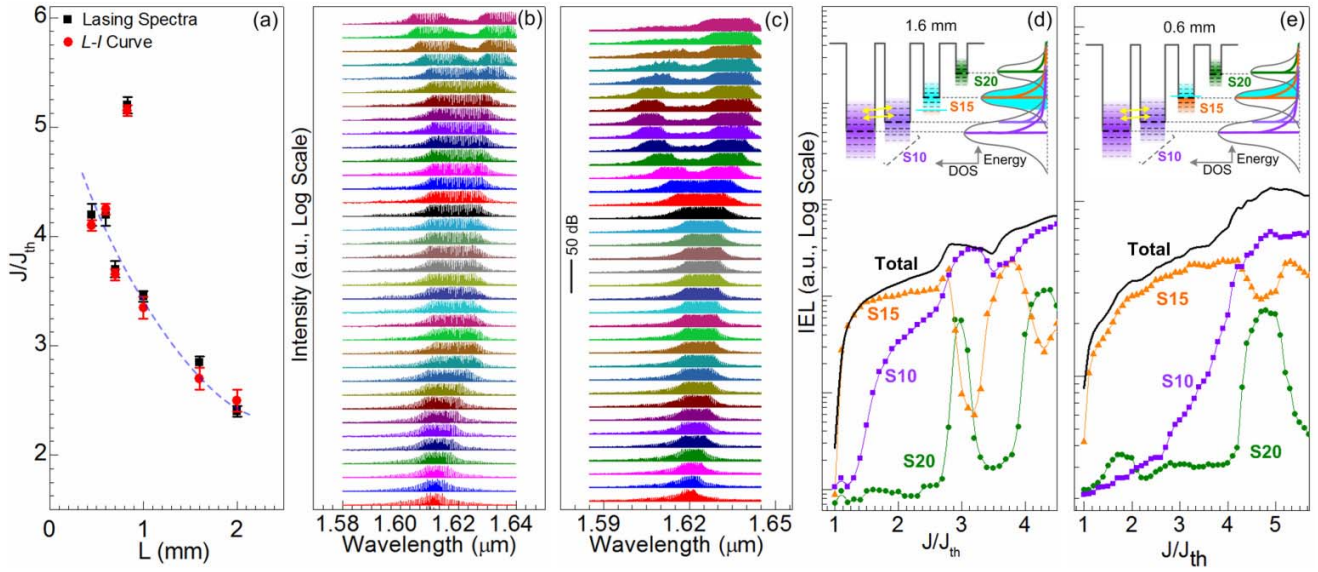 Lasing Spectra
L-I Curve
(a)
6
5
4
3
2
J/Jth
0
1
2
L (mm)
(b)
Intensity (a.u., Log Scale)
1.58
1.60
1.62
1.64
Wavelength (μm)
(c)
50 dB
1.59
1.62
1.65
Wavelength (μm)
(d)
1.6 mm
S20
S15
S10
Energy
DOS
IEL (a.u., Log Scale)
Total
S15
S10
S20
1
2
3
4
J/Jth
(e)
0.6 mm
S20
S15
S10
Energy
DOS
Total
S15
S10
S20
1
2
3
4
5
J/Jth